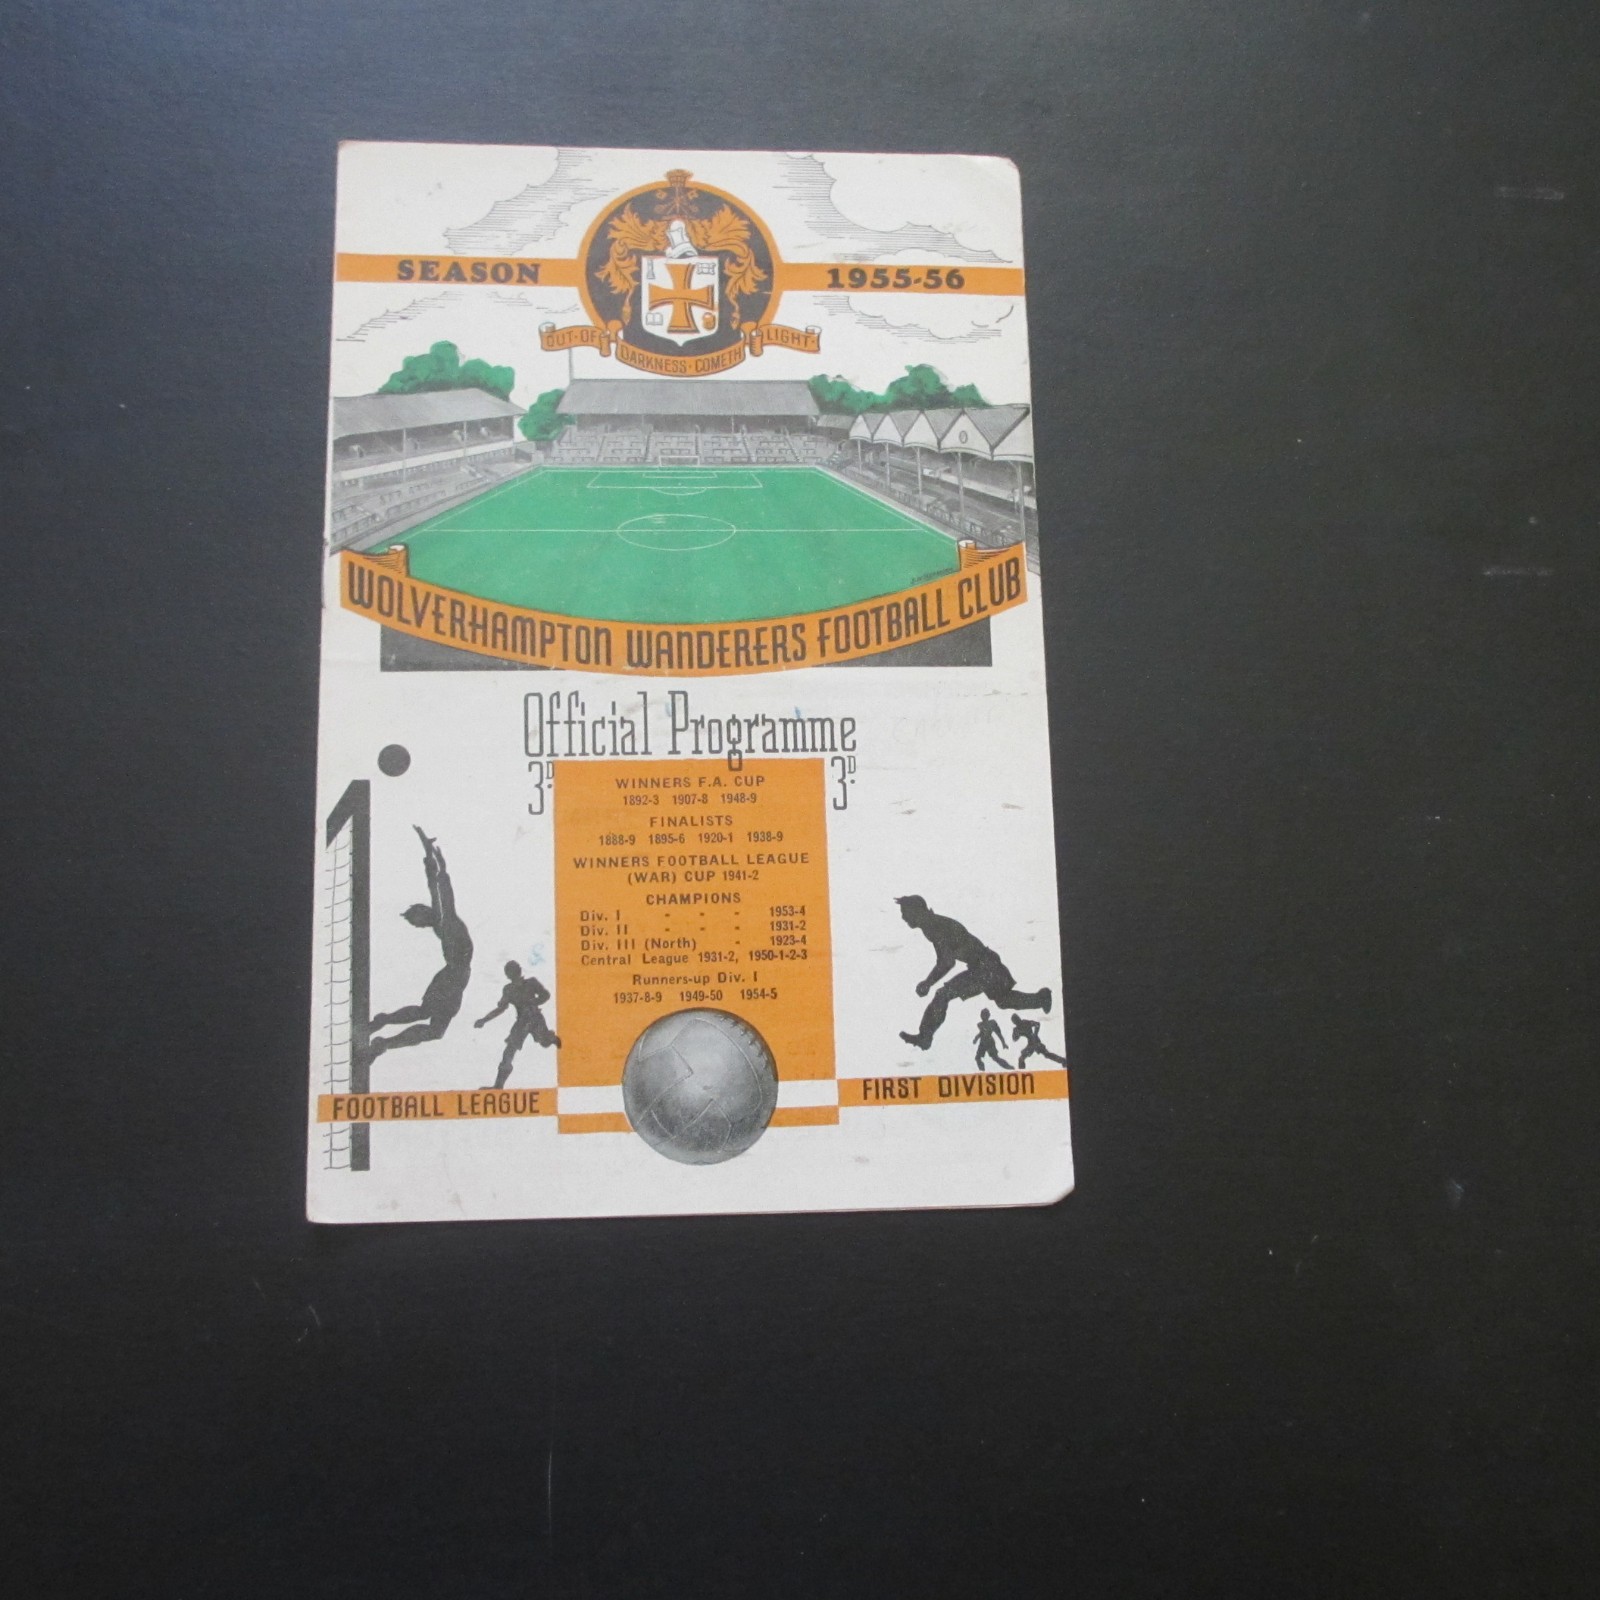 SEASON 1955-56
OUT·OF DARKNESS·COMETH LIGHT·
WOLVERHAMPTON WANDERERS FOOTBALL CLUB
Official Programme
3D. 3D.
WINNERS F.A. CUP
1892-3 1907-8 1948-9
FINALISTS
1888-9 1895-6 1920-1 1938-9
WINNERS FOOTBALL LEAGUE
(WAR) CUP 1941-2
CHAMPIONS
Div. I - - - 1953-4
Div. II - - - 1931-2
Div. III (North) - 1923-4
Central League 1931-2, 1950-1-2-3
Runners-up Div. I
1937-8-9 1949-50 1954-5
FOOTBALL LEAGUE FIRST DIVISION